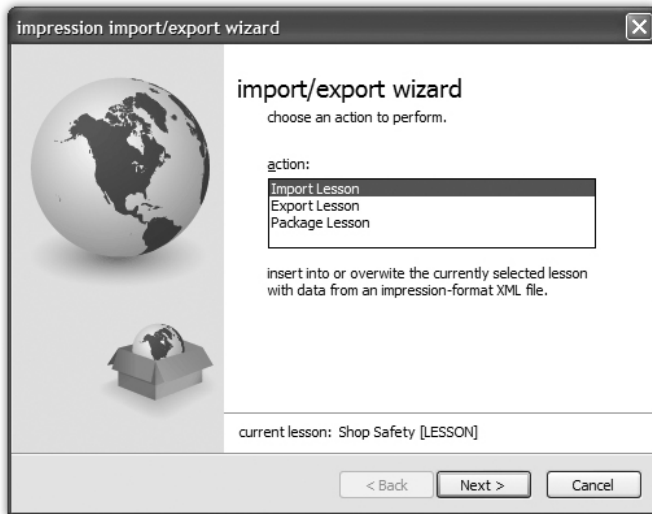 impression import/export wizard
import/export wizard
choose an action to perform.
action:
Import Lesson
Export Lesson
Package Lesson
insert into or overwite the currently selected lesson
with data from an impression-format XML file.
current lesson: Shop Safety [LESSON]
< Back Next > Cancel